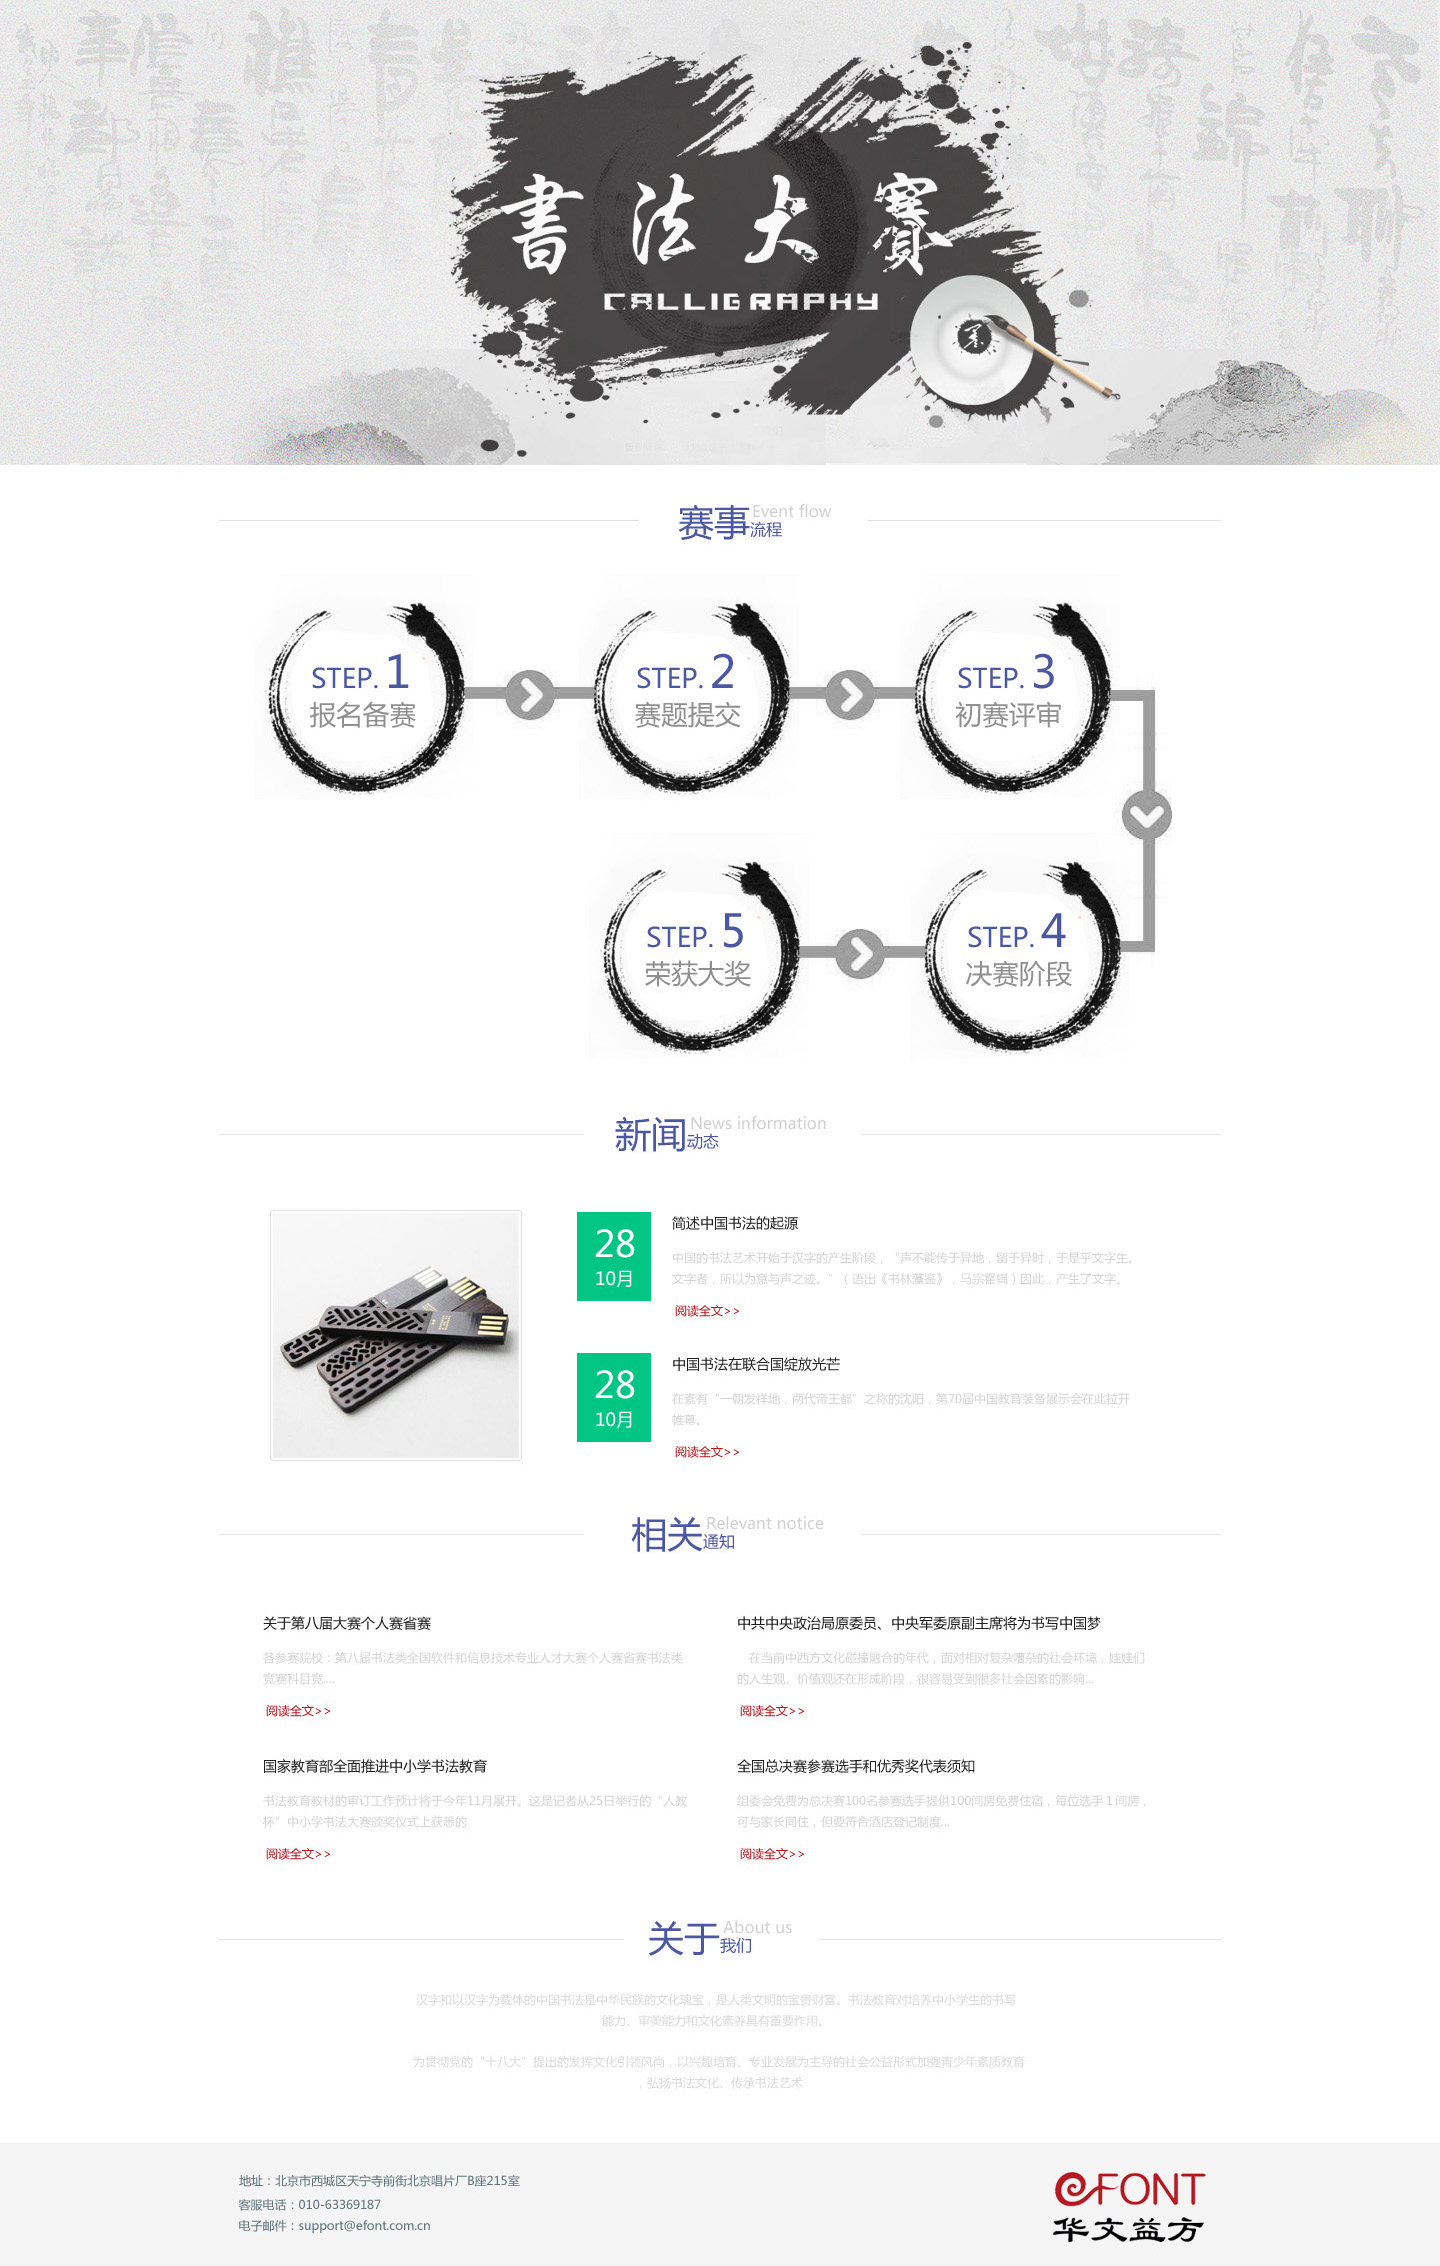 書法大賽
CALLIGRAPHY
赛事 Event flow
流程
STEP. 1
报名备赛
STEP. 2
赛题提交
STEP. 3
初赛评审
STEP. 5
荣获大奖
STEP. 4
决赛阶段
新闻 News information
动态
28
10月
简述中国书法的起源
中国的书法艺术开始于汉字的产生阶段，“声不能传于异地，留于异时，于是乎文字生。
文字者，所以为意与声之迹。”（语出《书林藻鉴》，马宗霍辑）因此，产生了文字。
阅读全文>>
28
10月
中国书法在联合国绽放光芒
在素有“一朝发祥地，两代帝王都”之称的沈阳，第70届中国教育装备展示会在此拉开
帷幕。
阅读全文>>
相关 Relevant notice
通知
关于第八届大赛个人赛省赛
各参赛院校：第八届书法类全国软件和信息技术专业人才大赛个人赛省赛书法类
竞赛科目竞....
阅读全文>>
中共中央政治局原委员、中央军委原副主席将为书写中国梦
在当前中西方文化碰撞融合的年代，面对相对复杂嘈杂的社会环境，娃娃们
的人生观、价值观还在形成阶段，很容易受到很多社会因素的影响...
阅读全文>>
国家教育部全面推进中小学书法教育
书法教育教材的审订工作预计将于今年11月展开。这是记者从25日举行的“人教
杯”中小学书法大赛颁奖仪式上获悉的
阅读全文>>
全国总决赛参赛选手和优秀奖代表须知
组委会免费为总决赛100名参赛选手提供100间房免费住宿，每位选手１间房，
可与家长同住，但要符合酒店登记制度...
阅读全文>>
关于 About us
我们
汉字和以汉字为载体的中国书法是中华民族的文化瑰宝，是人类文明的宝贵财富。书法教育对培养中小学生的书写
能力、审美能力和文化素养具有重要作用。
为贯彻党的“十八大”提出的发挥文化引领风尚，以兴趣培育、专业发展为主导的社会公益形式加强青少年素质教育
，弘扬书法文化、传承书法艺术
地址：北京市西城区天宁寺前街北京唱片厂B座215室
客服电话：010-63369187
电子邮件：support@efont.com.cn
eFONT
华文益方